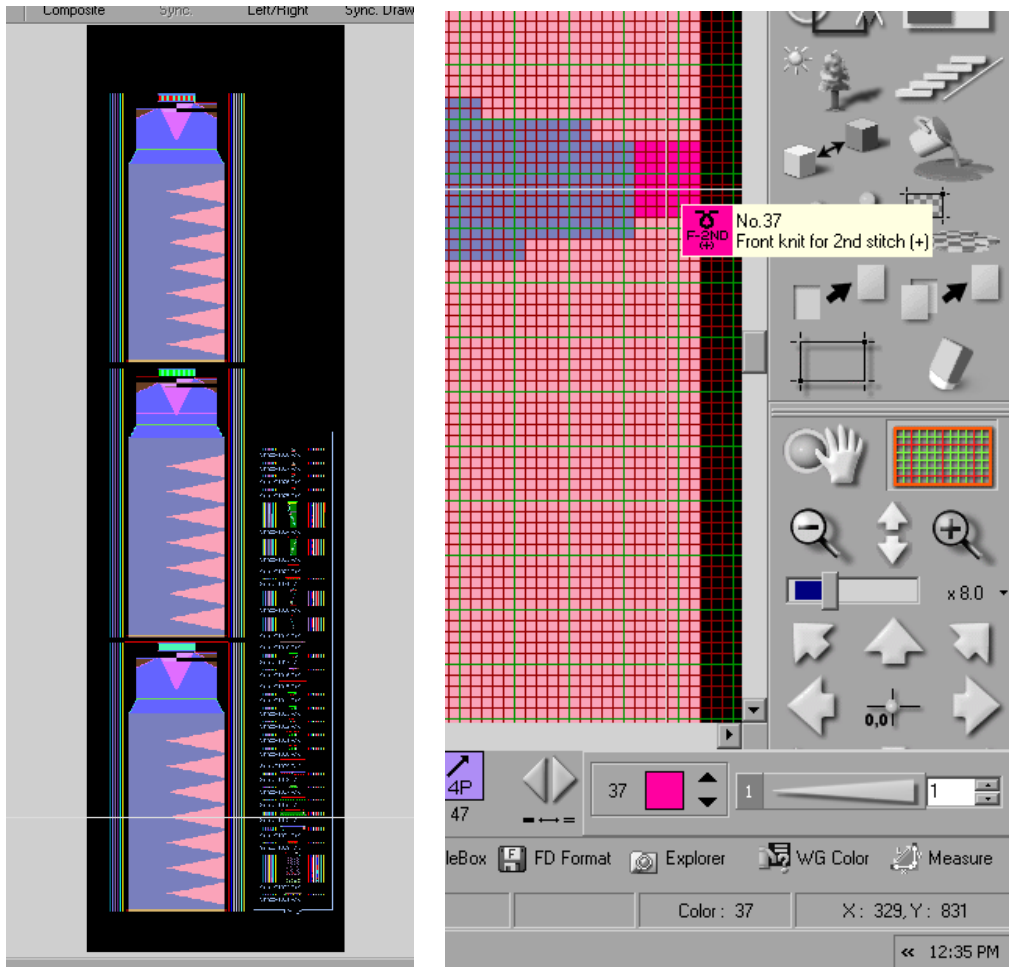 Composite
Sync.
Left/Right
Sync. Draw
F-2ND
(+)
No.37
Front knit for 2nd stitch (+)
x 8.0
0,0
4P
47
37
1
1
leBox
FD Format
Explorer
WG Color
Measure
Color : 37
X : 329, Y : 831
« 12:35 PM